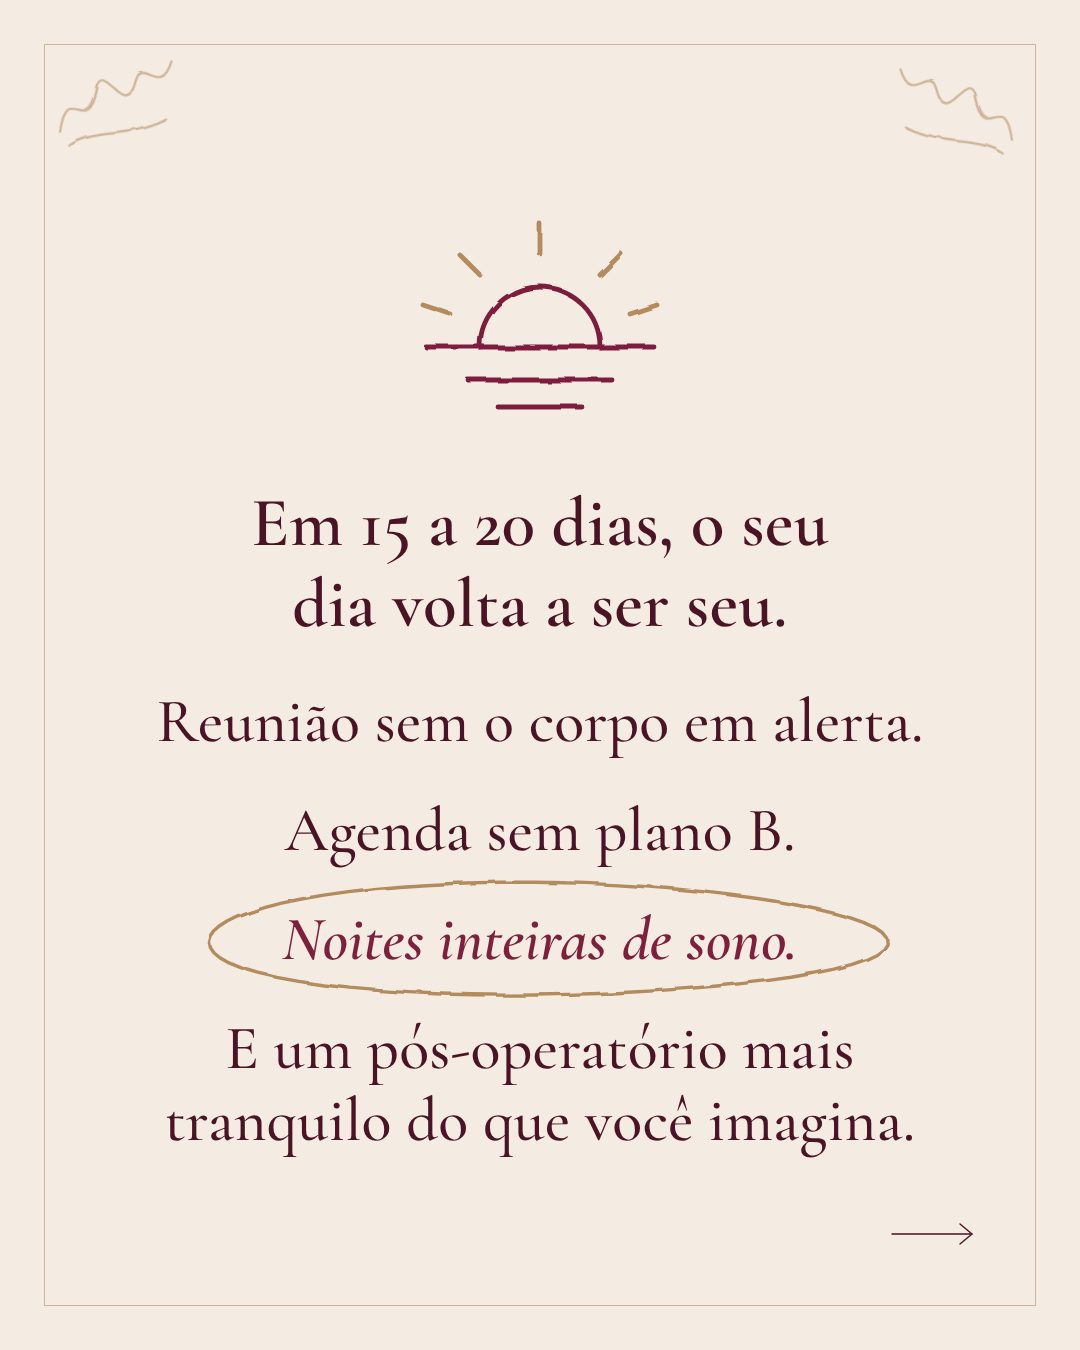 Em 15 a 20 dias, o seu
dia volta a ser seu.
Reunião sem o corpo em alerta.
Agenda sem plano B.
Noites inteiras de sono.
E um pós-operatório mais
tranquilo do que você imagina.